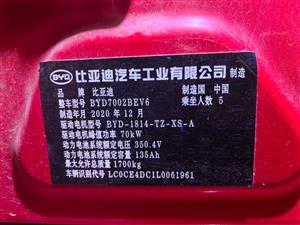 BYD 比亚迪汽车工业有限公司 制造
品牌 比亚迪 制造国 中国
整车型号 BYD7002BEV6 乘坐人数 5
制造年月 2020 年 12 月
驱动电机型号 BYD-1814-TZ-XS-A
驱动电机峰值功率 70kW
动力电池系统额定电压 350.4V
动力电池系统额定容量 135Ah
最大允许总质量 1700kg
车辆识别代号 LC0CE4DC1L0061961